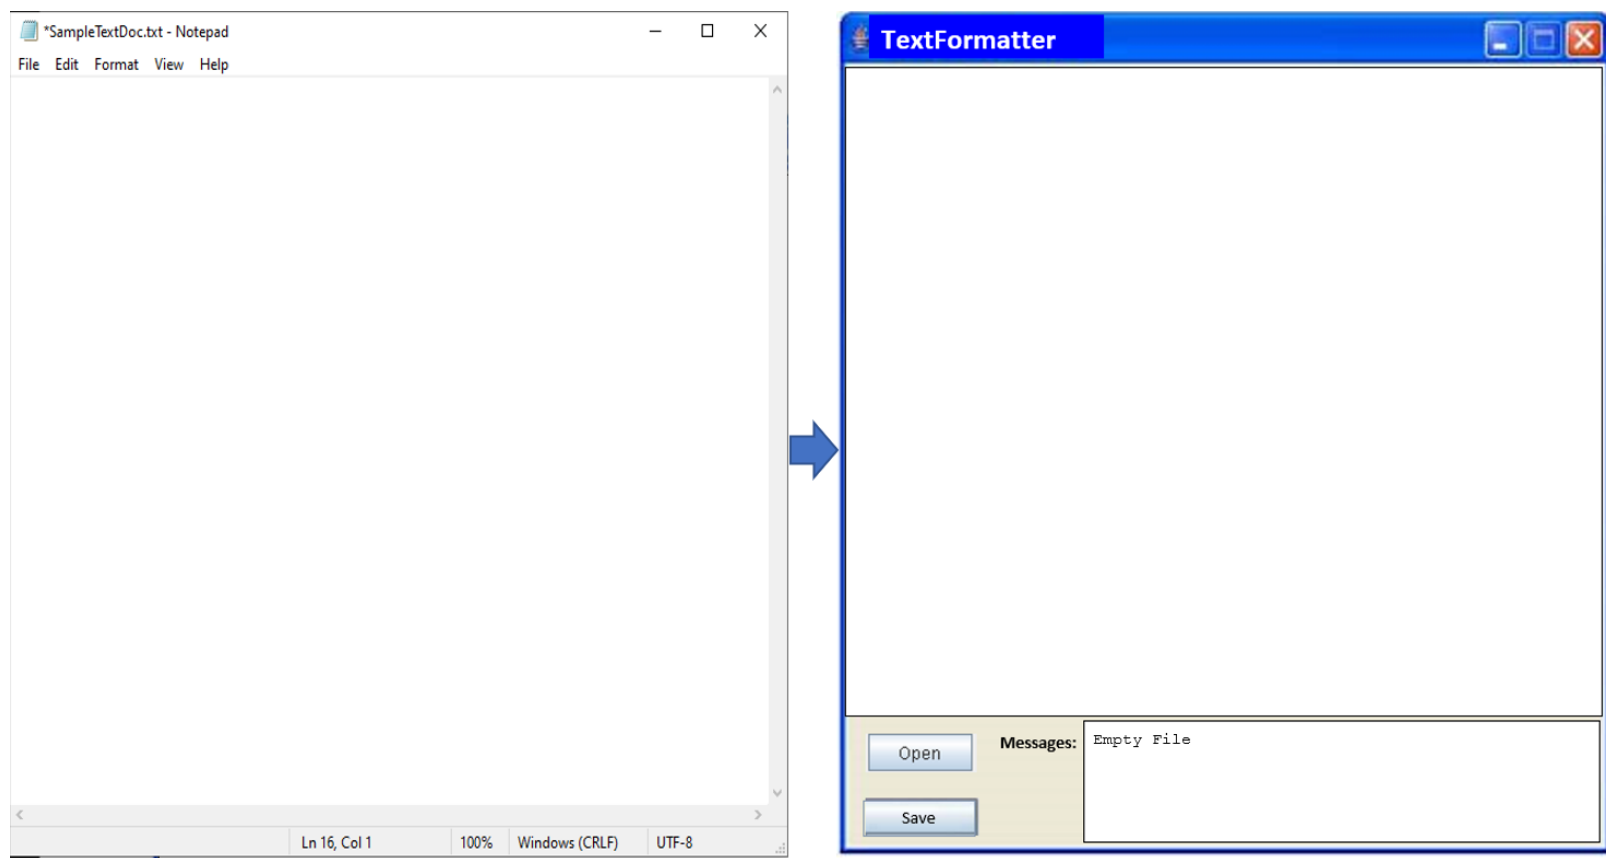 *SampleTextDoc.txt - Notepad
File Edit Format View Help
Ln 16, Col 1 100% Windows (CRLF) UTF-8
TextFormatter
Open
Messages:
Empty File
Save